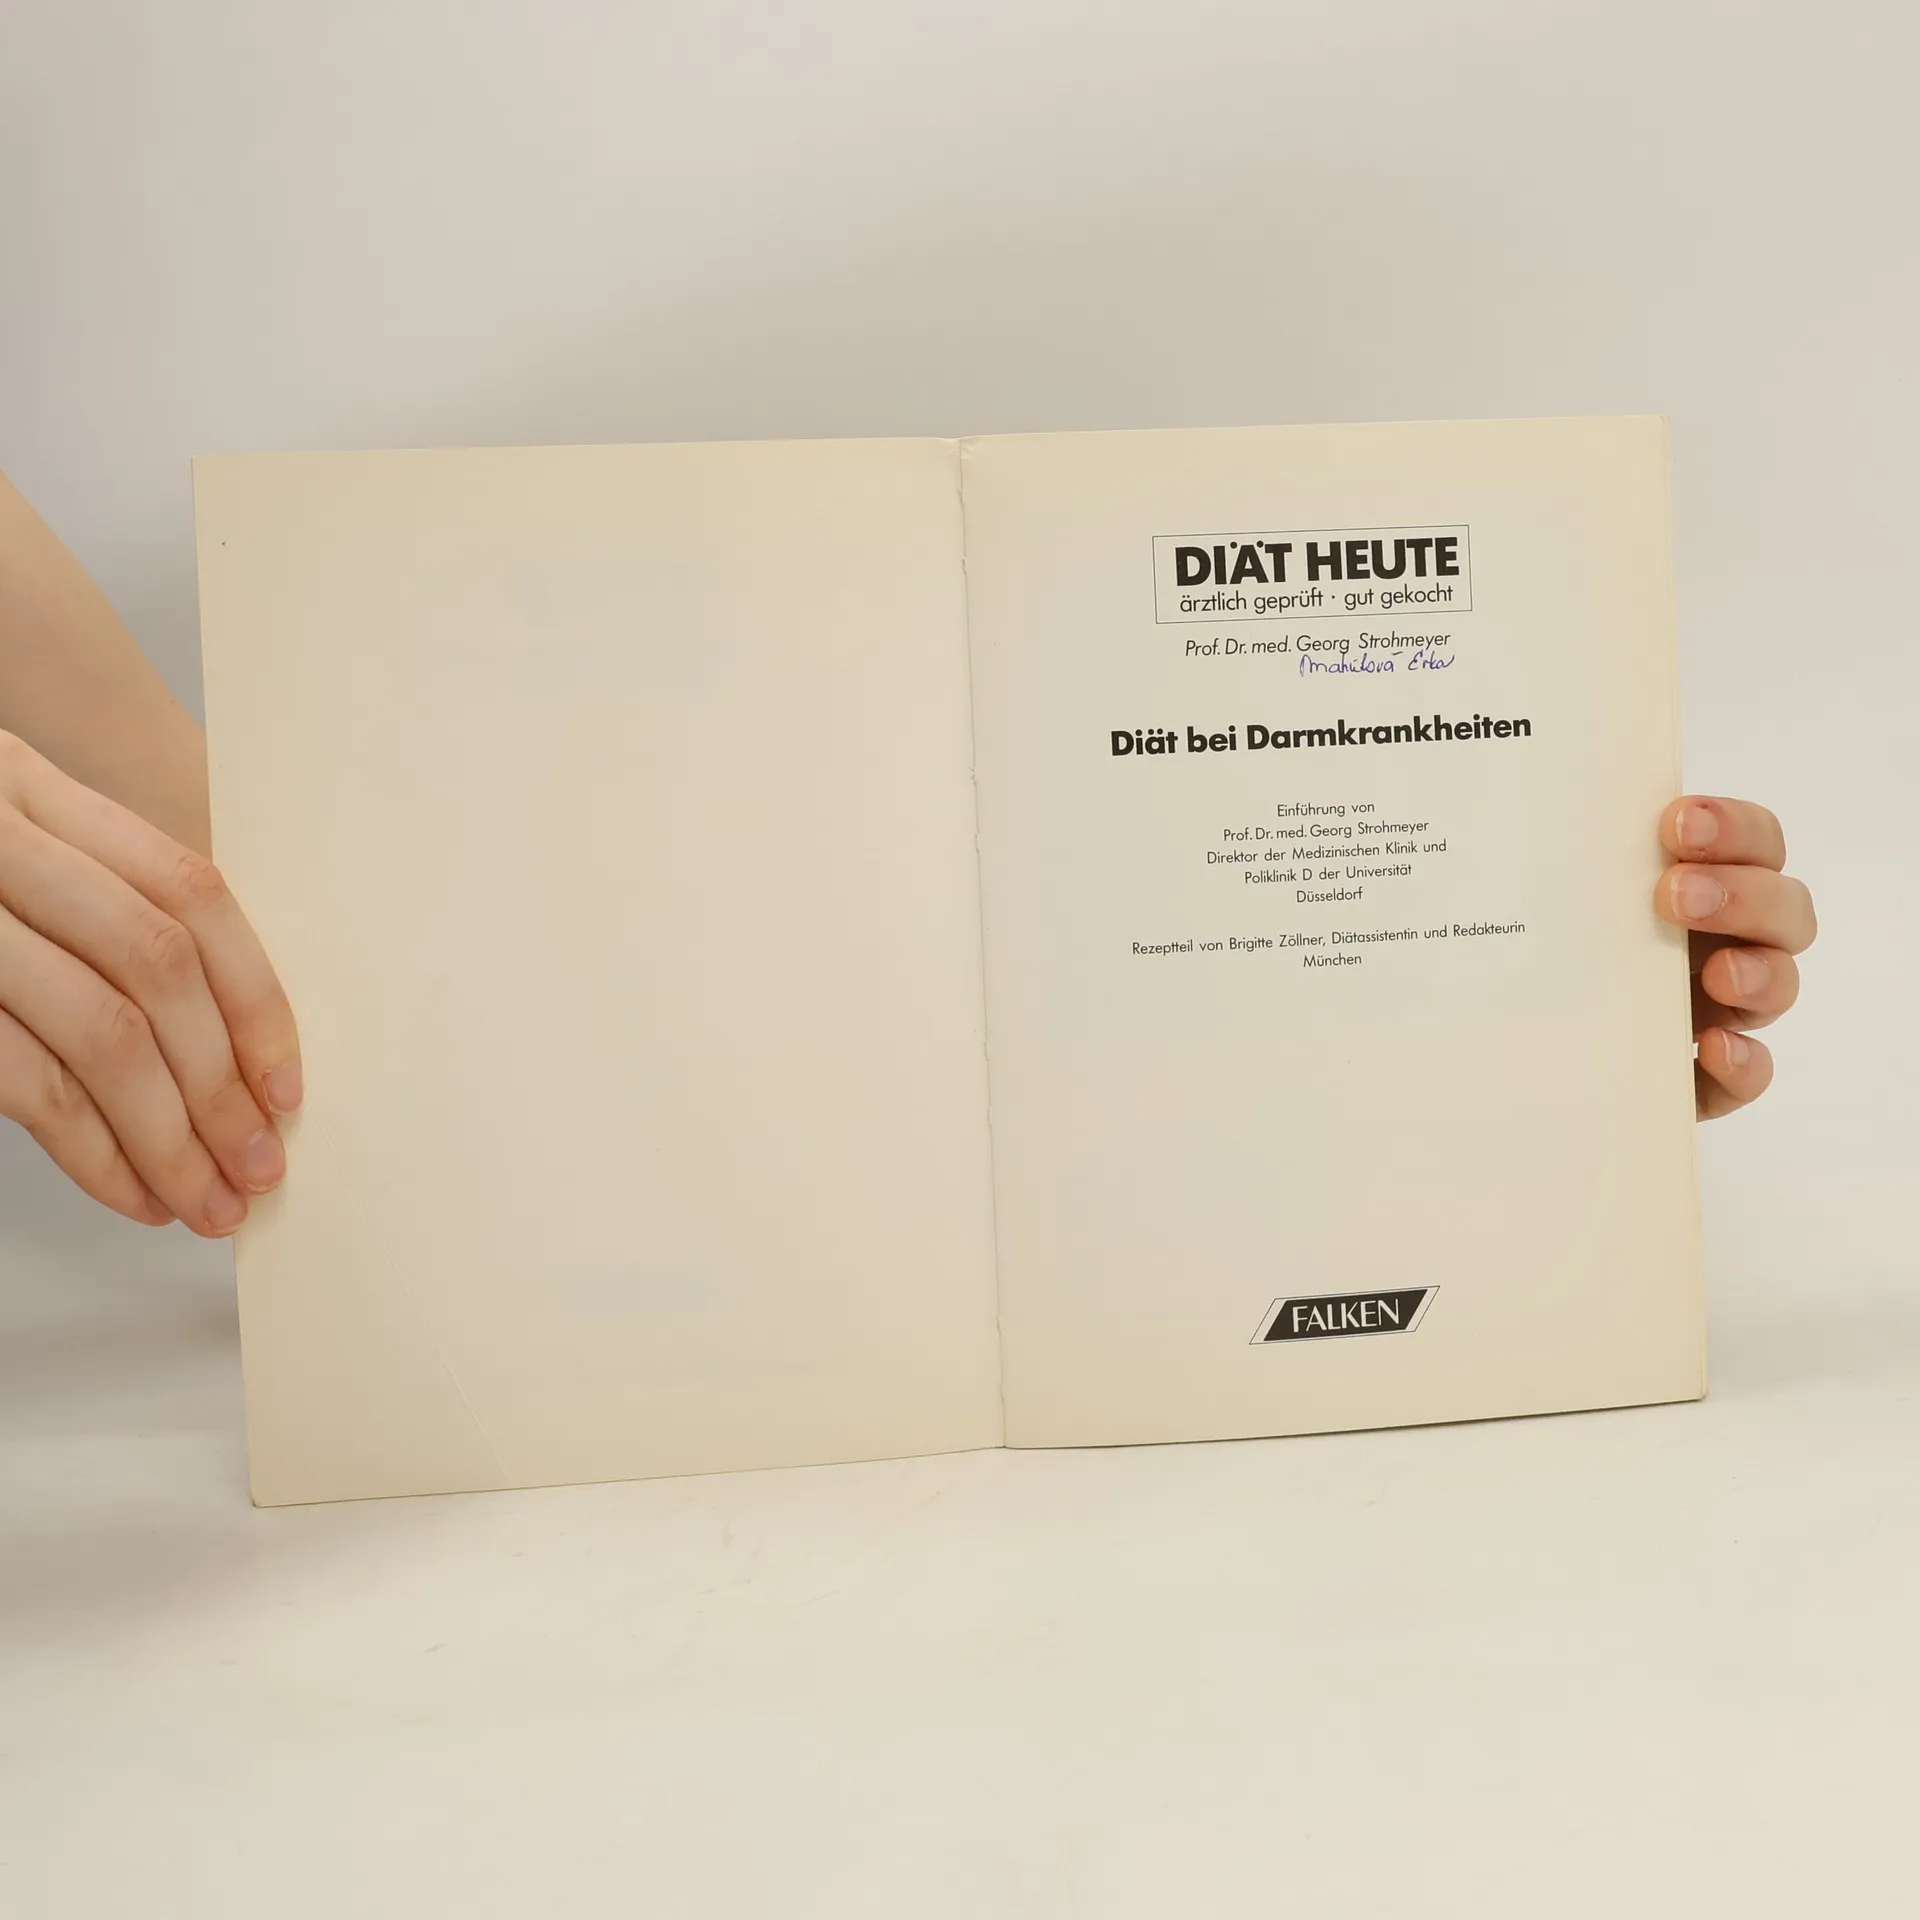 DIÄT HEUTE
ärztlich geprüft · gut gekocht
Prof. Dr. med. Georg Strohmeyer
Diät bei Darmkrankheiten
Einführung von
Prof. Dr. med. Georg Strohmeyer
Direktor der Medizinischen Klinik und
Poliklinik D der Universität
Düsseldorf
Rezeptteil von Brigitte Zöllner, Diätassistentin und Redakteurin
München
FALKEN